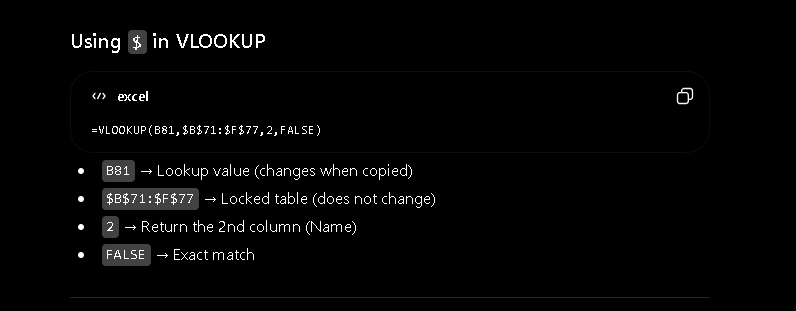 Using $ in VLOOKUP
</> excel
=VLOOKUP(B81,$B$71:$F$77,2,FALSE)
• B81 → Lookup value (changes when copied)
• $B$71:$F$77 → Locked table (does not change)
• 2 → Return the 2nd column (Name)
• FALSE → Exact match